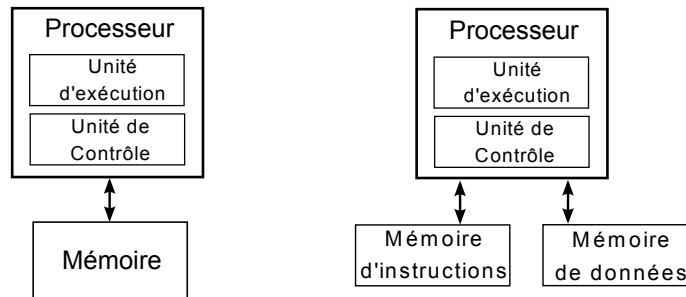 Processeur
Unité
d'exécution
Unité de
Contrôle
Mémoire
Processeur
Unité
d'exécution
Unité de
Contrôle
Mémoire
d'instructions
Mémoire
de données